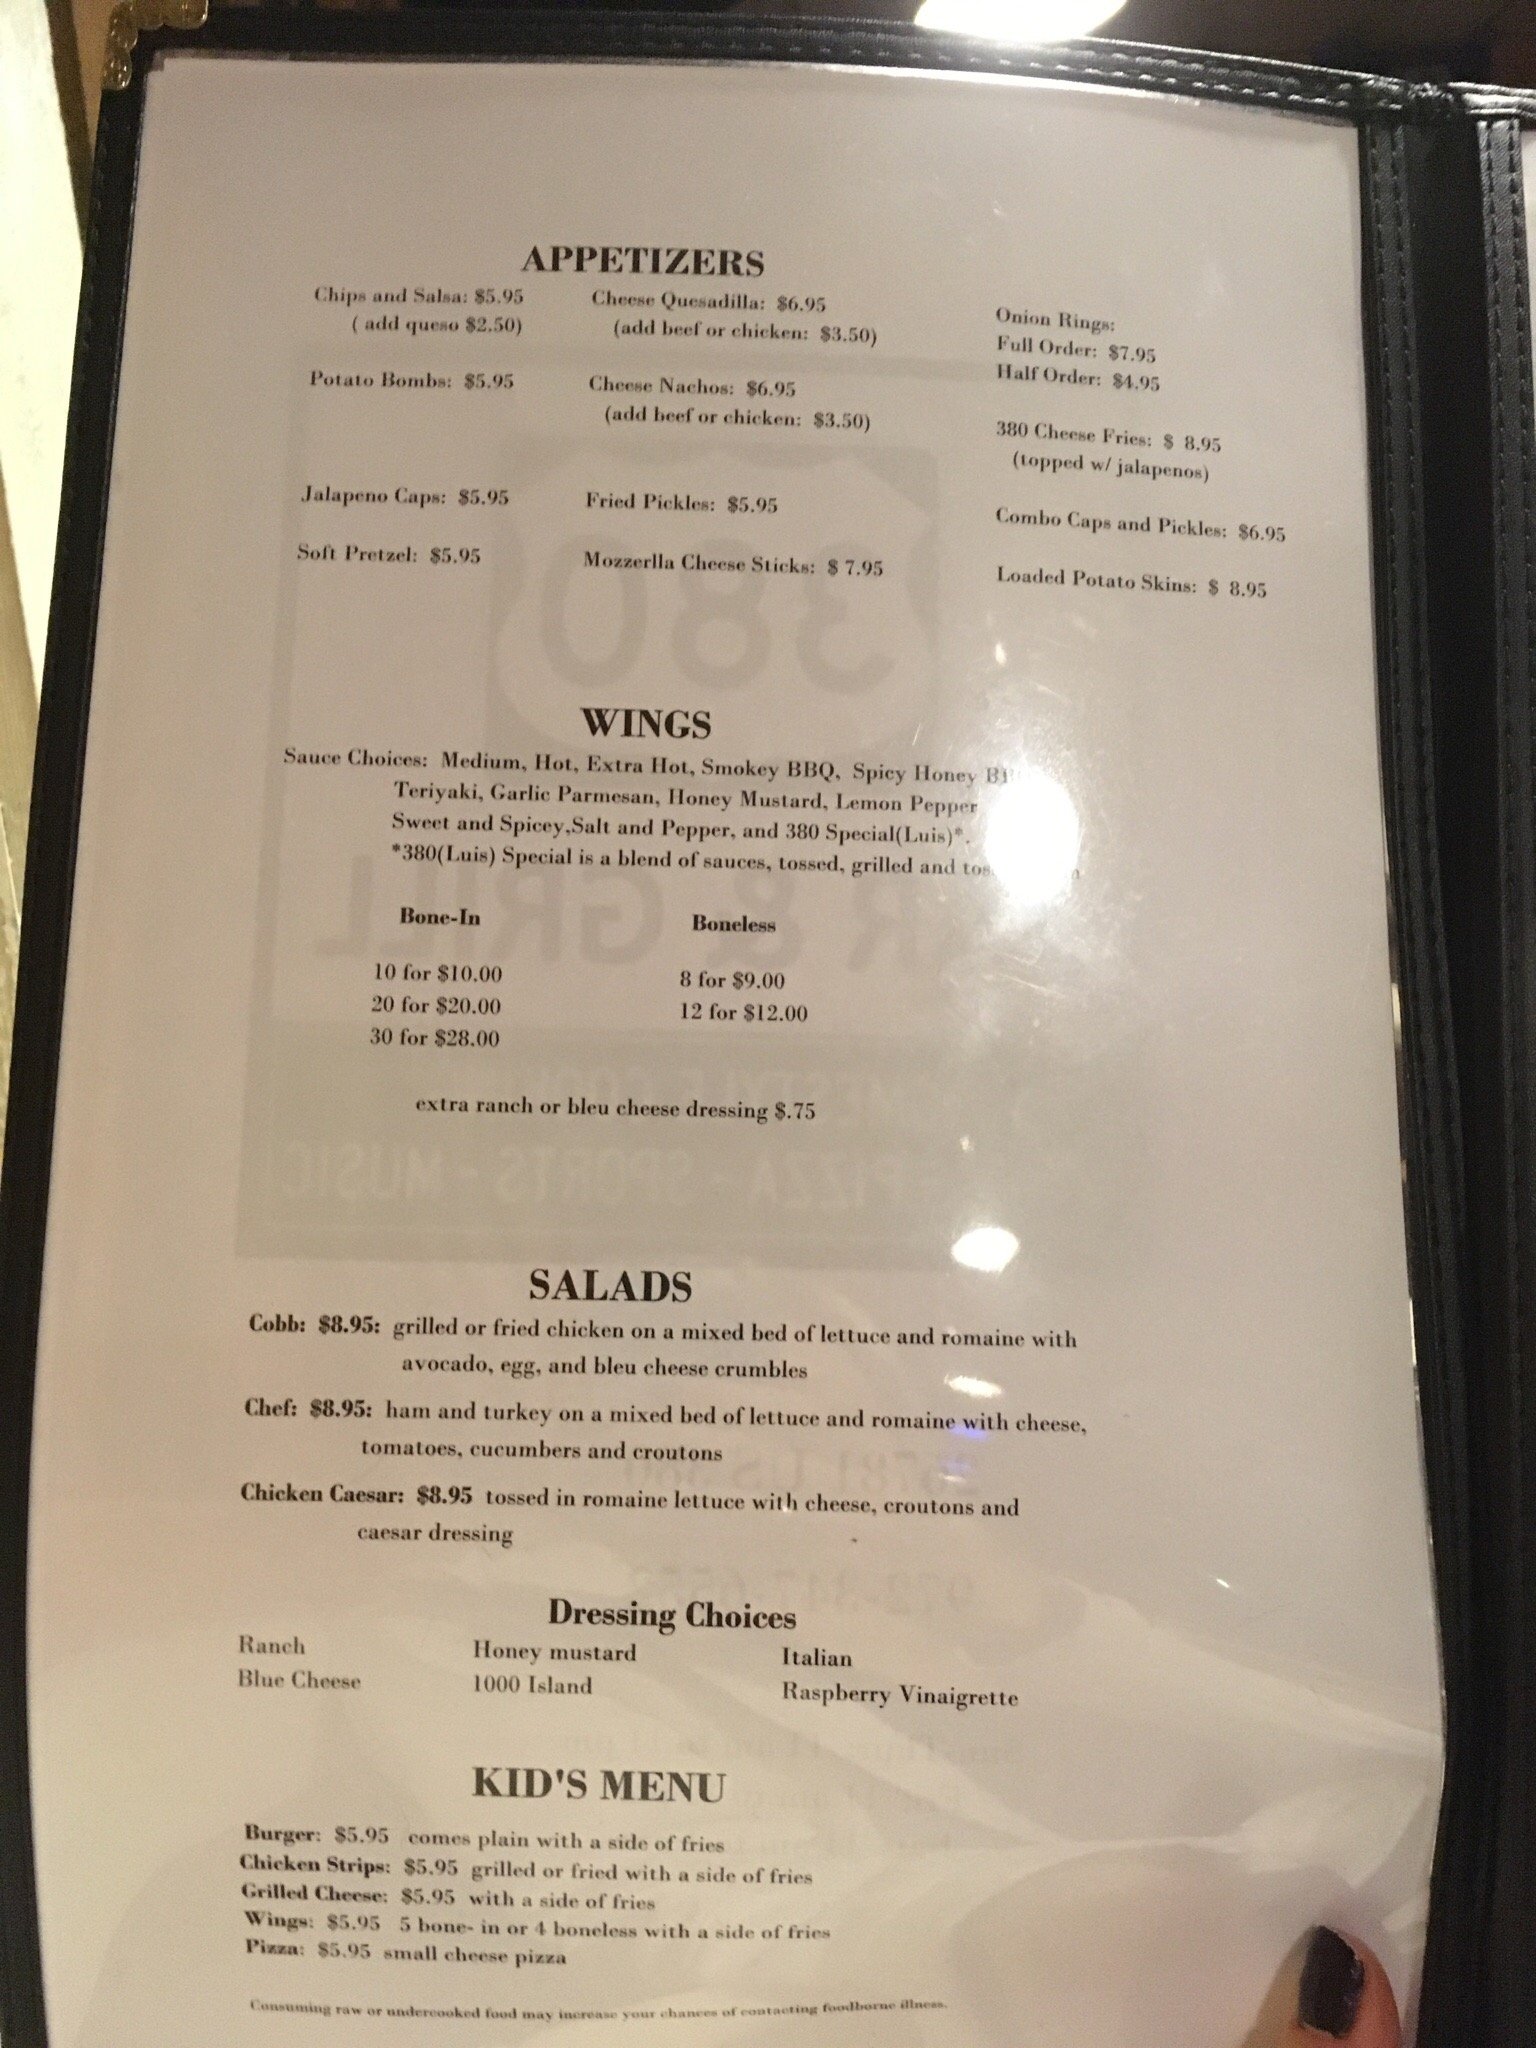 APPETIZERS
Chips and Salsa: $5.95
( add queso $2.50)
Potato Bombs: $5.95
Jalapeno Caps: $5.95
Soft Pretzel: $5.95
Cheese Quesadilla: $6.95
(add beef or chicken: $3.50)
Cheese Nachos: $6.95
(add beef or chicken: $3.50)
Fried Pickles: $5.95
Mozzerlla Cheese Sticks: $ 7.95
Onion Rings:
Full Order: $7.95
Half Order: $4.95
380 Cheese Fries: $ 8.95
(topped w/ jalapenos)
Combo Caps and Pickles: $6.95
Loaded Potato Skins: $ 8.95
WINGS
Sauce Choices: Medium, Hot, Extra Hot, Smokey BBQ, Spicy Honey
Teriyaki, Garlic Parmesan, Honey Mustard, Lemon Pepper
Sweet and Spicey,Salt and Pepper, and 380 Special(Luis)*.
*380(Luis) Special is a blend of sauces, tossed, grilled and
Bone-In
10 for $10.00
20 for $20.00
30 for $28.00
Boneless
8 for $9.00
12 for $12.00
extra ranch or bleu cheese dressing $.75
SALADS
Cobb: $8.95: grilled or fried chicken on a mixed bed of lettuce and romaine with
avocado, egg, and bleu cheese crumbles
Chef: $8.95: ham and turkey on a mixed bed of lettuce and romaine with cheese,
tomatoes, cucumbers and croutons
Chicken Caesar: $8.95 tossed in romaine lettuce with cheese, croutons and
caesar dressing
Dressing Choices
Ranch Honey mustard Italian
Blue Cheese 1000 Island Raspberry Vinaigrette
KID'S MENU
Burger: $5.95 comes plain with a side of fries
Chicken Strips: $5.95 grilled or fried with a side of fries
Grilled Cheese: $5.95 with a side of fries
Wings: $5.95 5 bone- in or 4 boneless with a side of fries
Pizza: $5.95 small cheese pizza
Consuming raw or undercooked food may increase your chances of contacting foodborne illness.